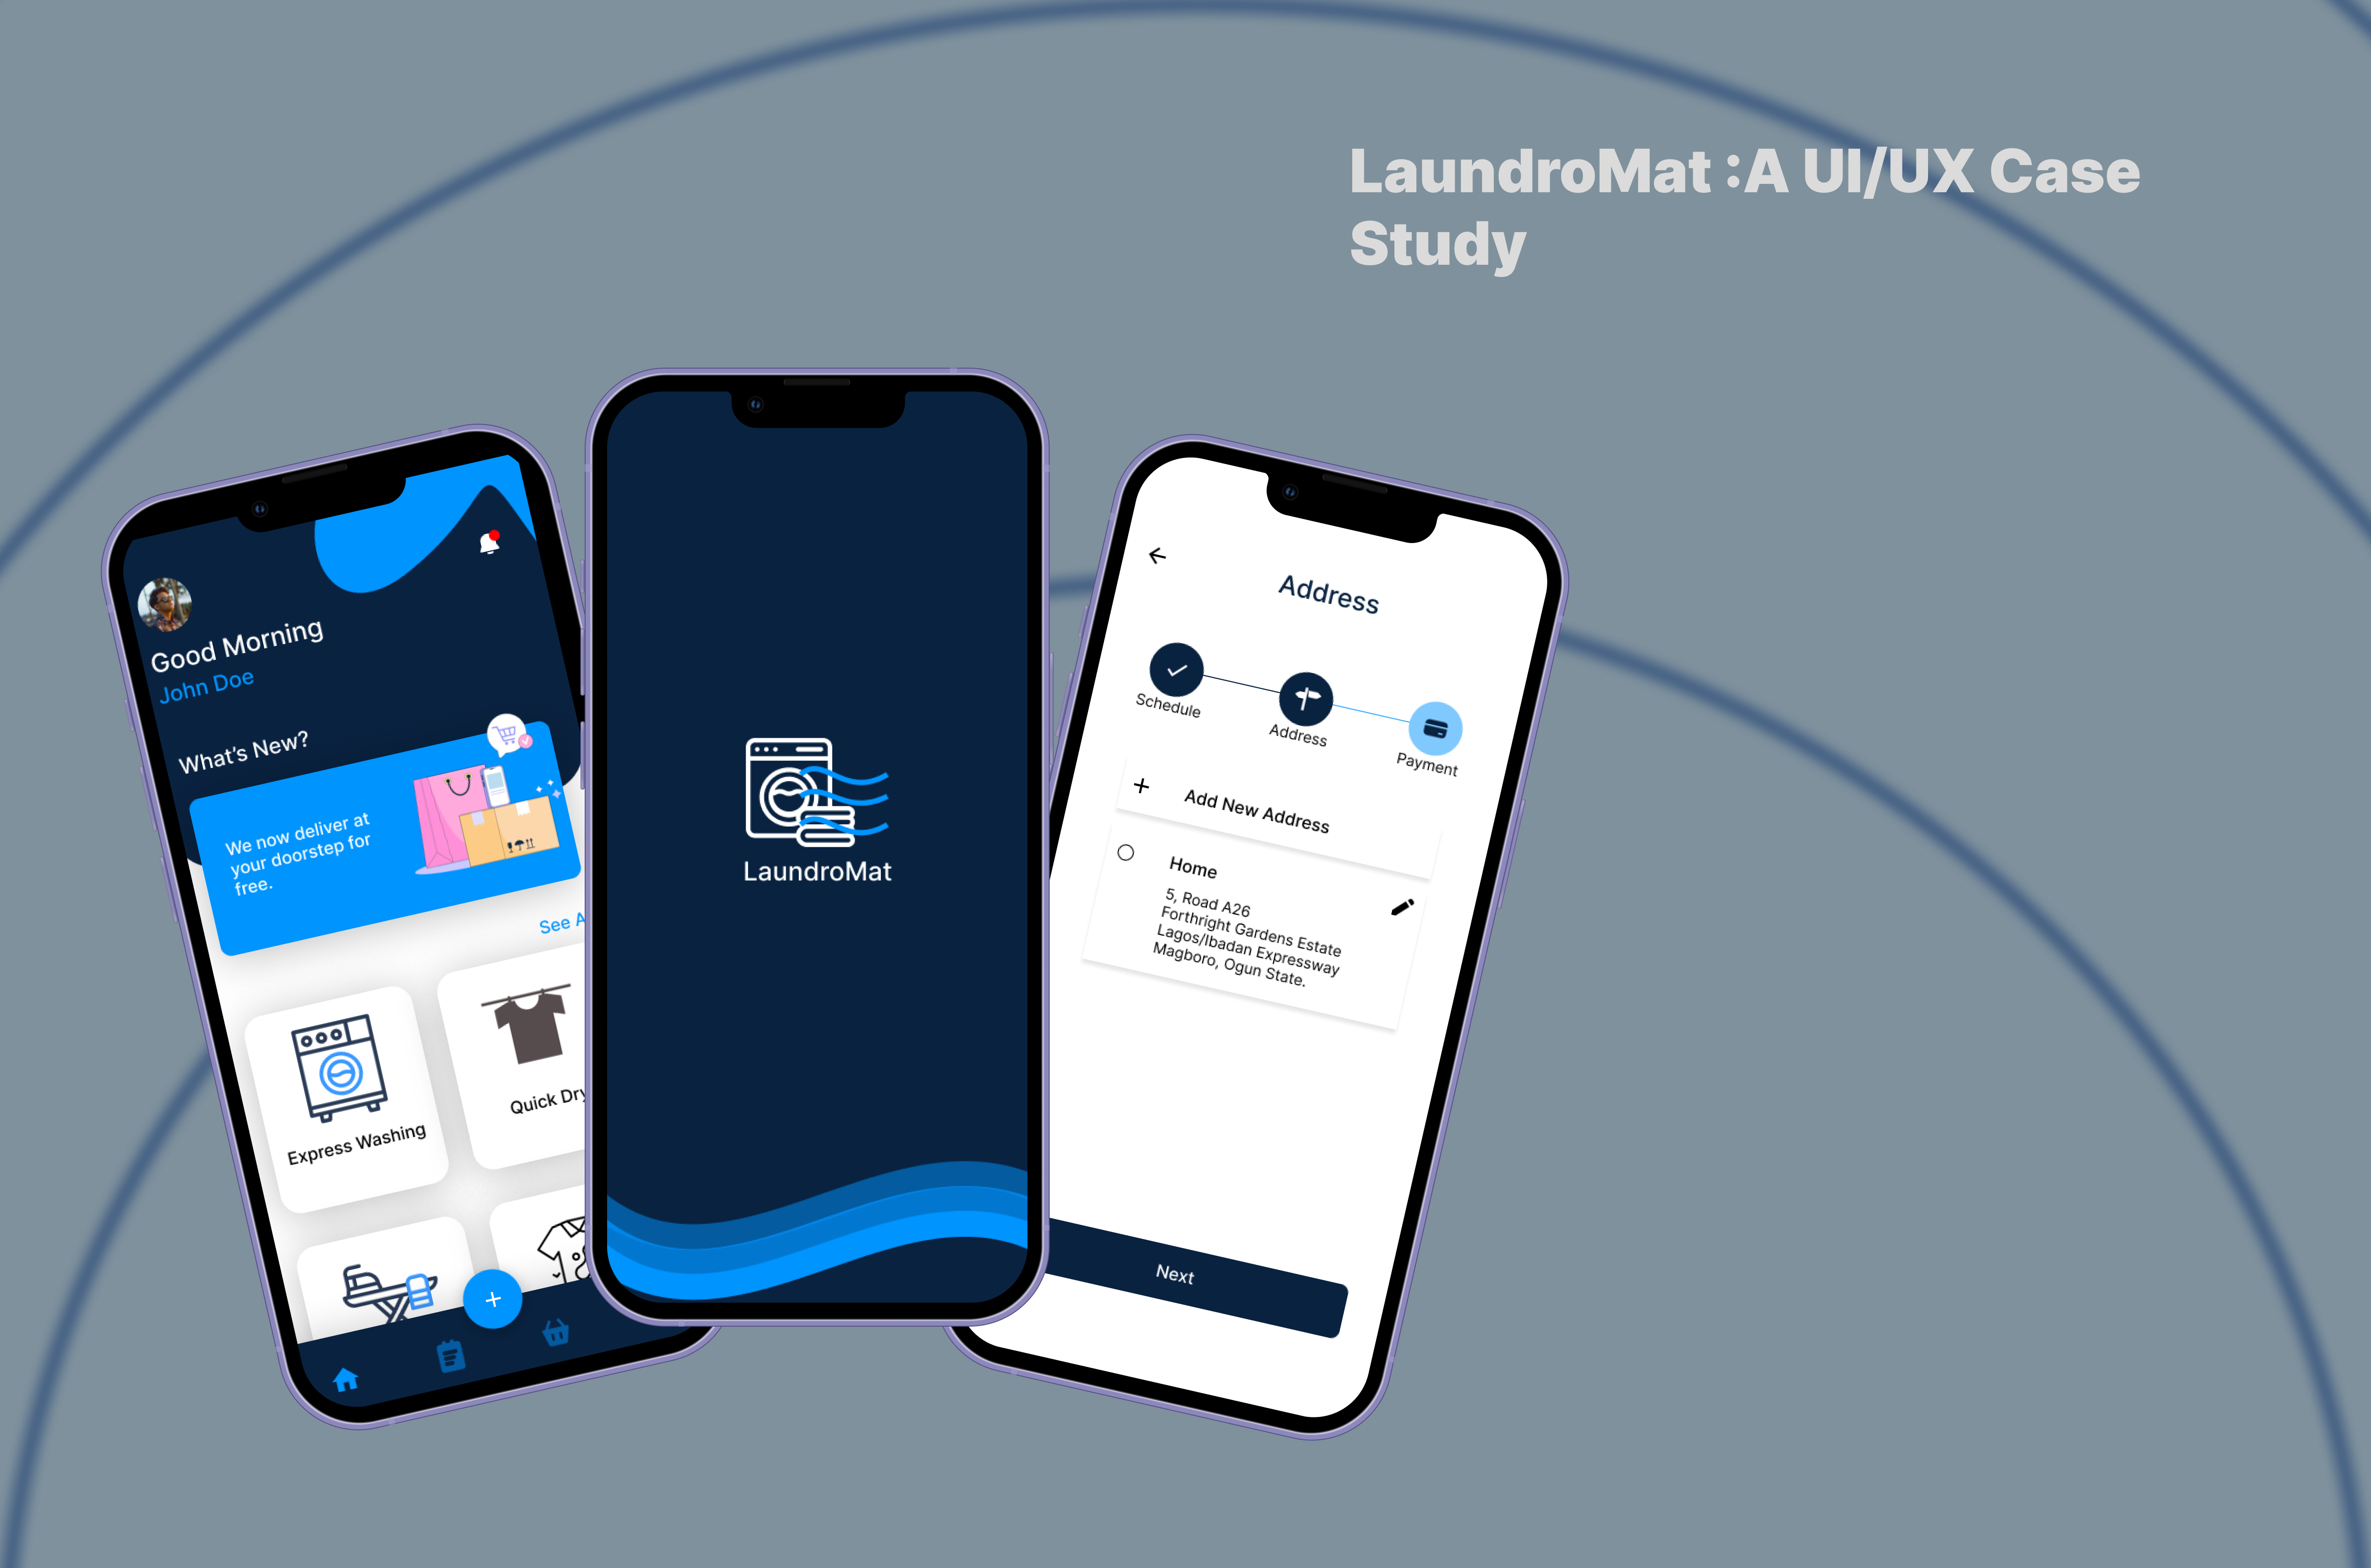 LaundroMat :A UI/UX Case
Study
Good Morning
John Doe
What's New?
We now deliver at
your doorstep for
free.
See
Express Washing
Quick Dry
LaundroMat
Address
Schedule
Address
Payment
Add New Address
Home
5, Road A26
Forthright Gardens Estate
Lagos/Ibadan Expressway
Magboro, Ogun State.
Next